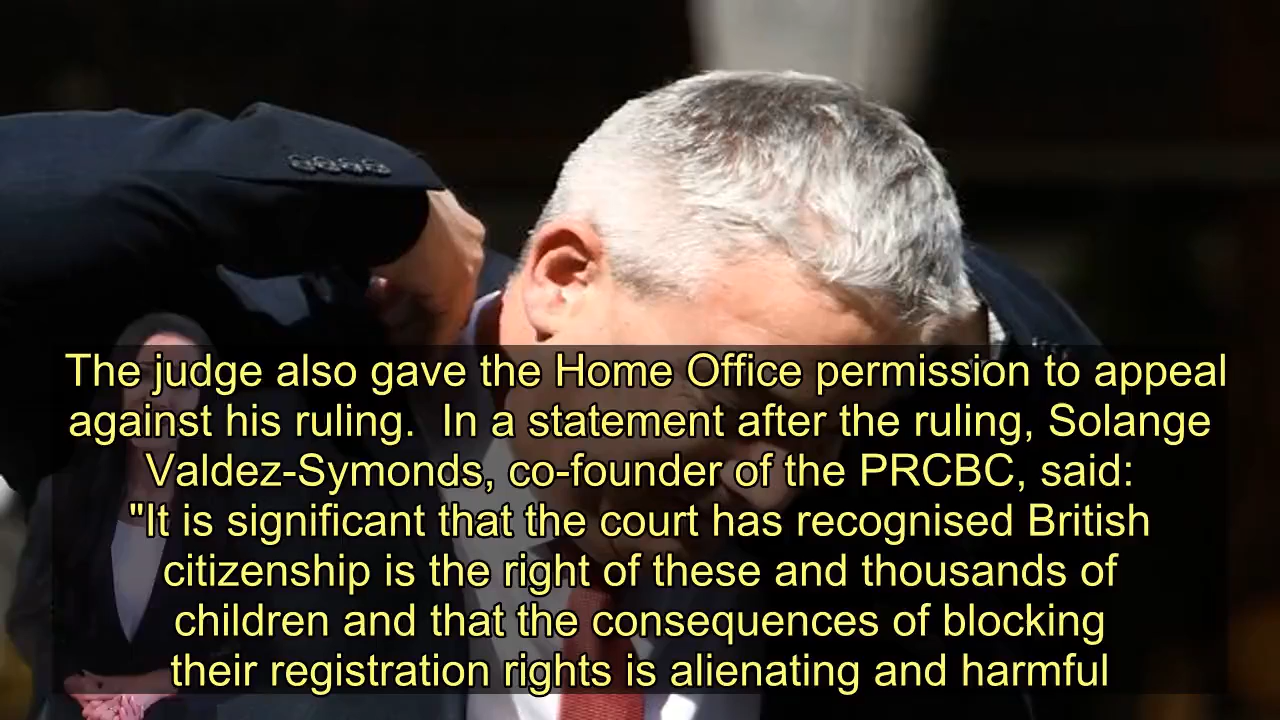 The judge also gave the Home Office permission to appeal
against his ruling.  In a statement after the ruling, Solange
Valdez-Symonds, co-founder of the PRCBC, said:
"It is significant that the court has recognised British
citizenship is the right of these and thousands of
children and that the consequences of blocking
their registration rights is alienating and harmful